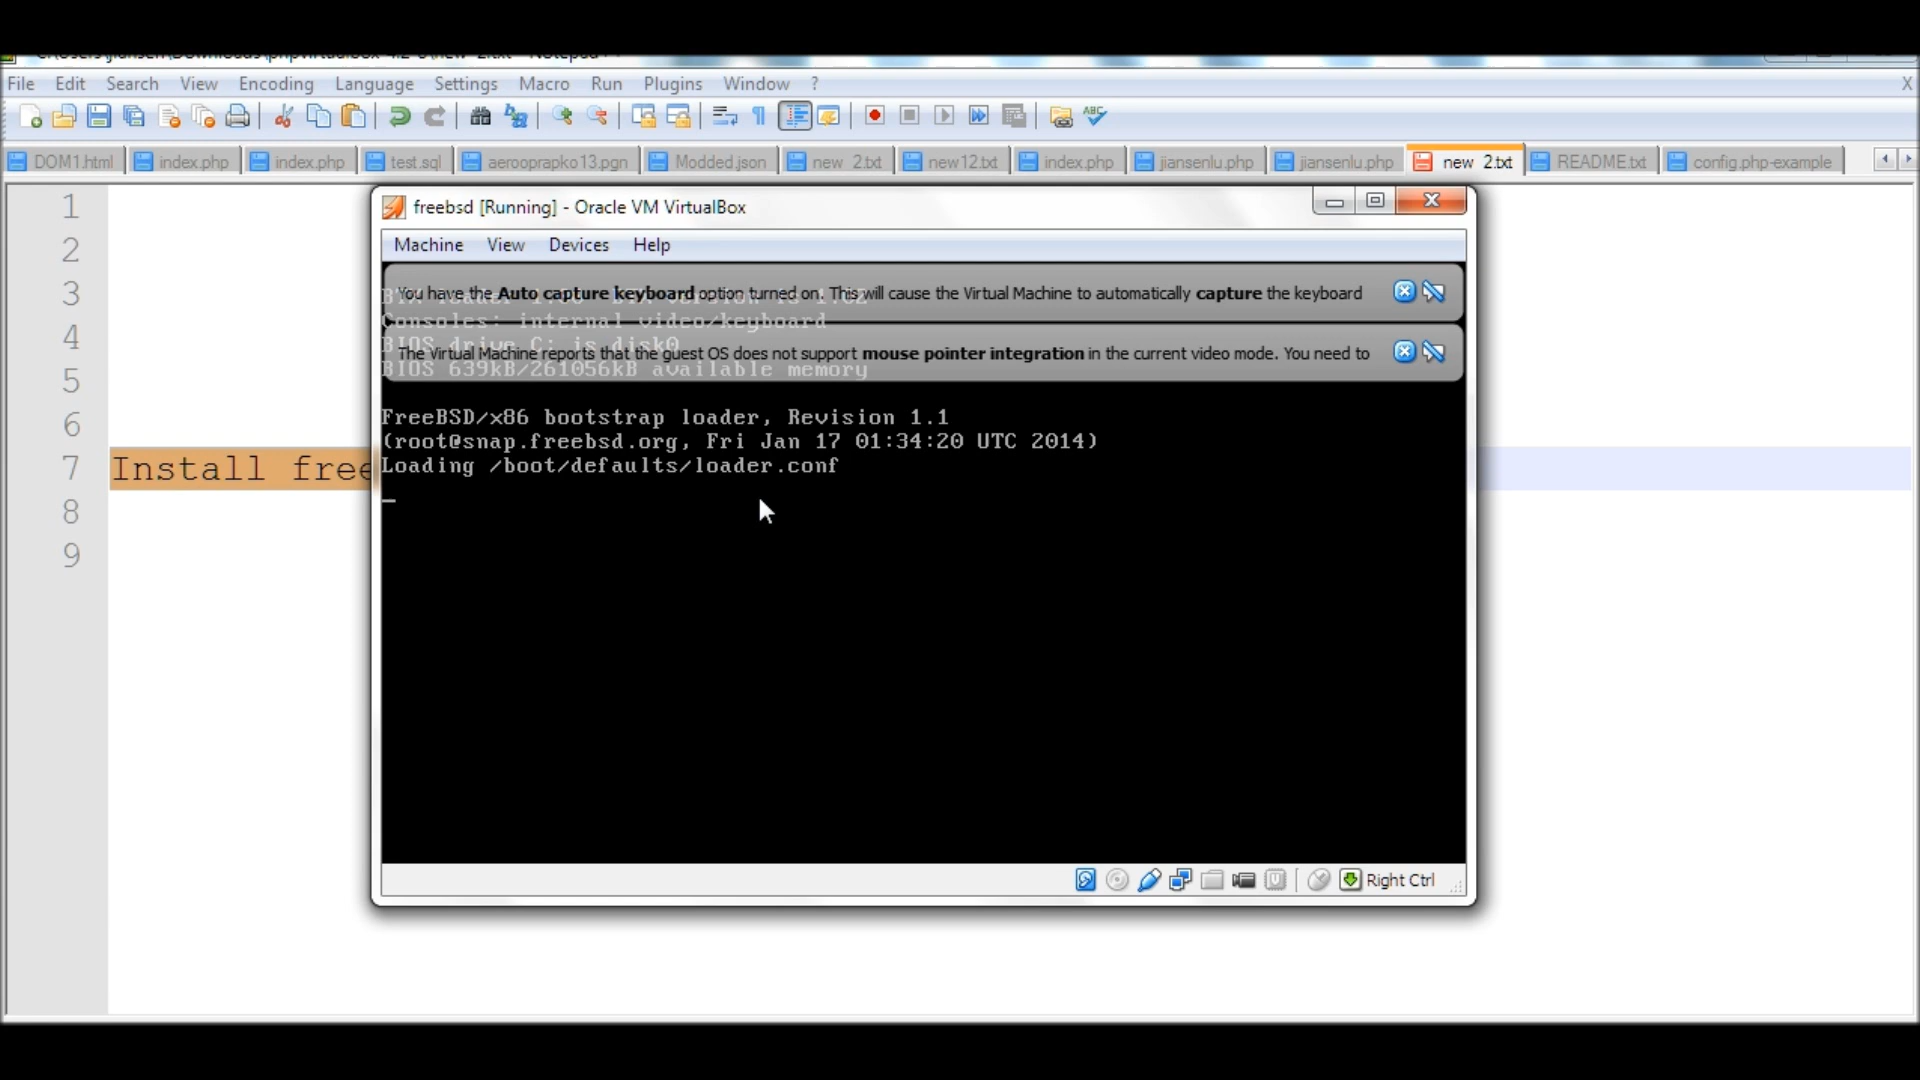 File Edit Search View Encoding Language Settings Macro Run Plugins Window ? X
DOM1.html index.php index.php test.sql aerooprapko13.pgn Modded.json new 2.txt new12.txt index.php jiansenlu.php jiansenlu.php new 2.txt README.txt config.php-example
1
2
3
4
5
6
7 Install free
8
9
freebsd [Running] - Oracle VM VirtualBox
Machine View Devices Help
You have the Auto capture keyboard option turned on. This will cause the Virtual Machine to automatically capture the keyboard
Consoles: internal video/keyboard
BIOS drive C: is disk0
The Virtual Machine reports that the guest OS does not support mouse pointer integration in the current video mode. You need to
BIOS 639kB/261056kB available memory
FreeBSD/x86 bootstrap loader, Revision 1.1
(root@snap.freebsd.org, Fri Jan 17 01:34:20 UTC 2014)
Loading /boot/defaults/loader.conf
Right Ctrl